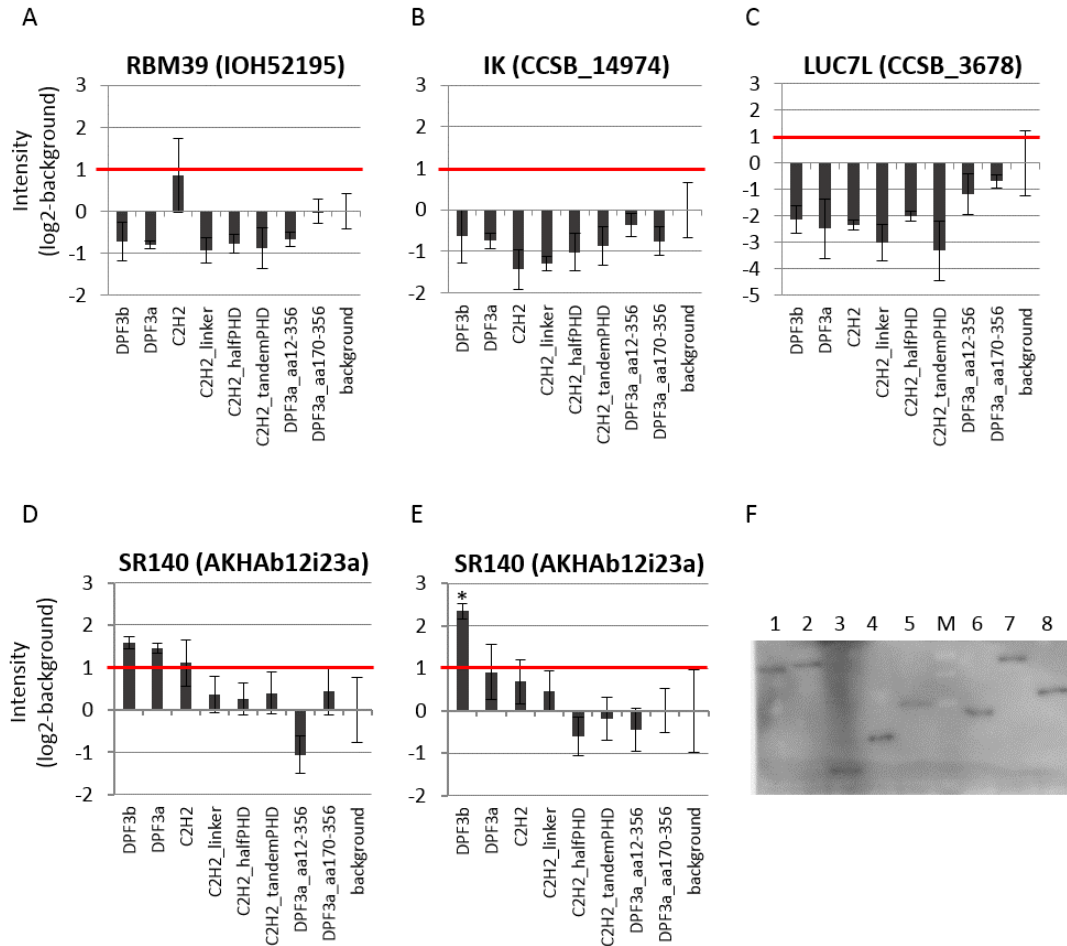 A
B
C
RBM39 (IOH52195)
IK (CCSB_14974)
LUC7L (CCSB_3678)
Intensity
(log2-background)
3
2
1
0
-1
-2
DPF3b
DPF3a
C2H2
C2H2_linker
C2H2_halfPHD
C2H2_tandemPHD
DPF3a_aa12-356
DPF3a_aa170-356
background
3
2
1
0
-1
-2
DPF3b
DPF3a
C2H2
C2H2_linker
C2H2_halfPHD
C2H2_tandemPHD
DPF3a_aa12-356
DPF3a_aa170-356
background
3
2
1
0
-1
-2
-3
-4
-5
DPF3b
DPF3a
C2H2
C2H2_linker
C2H2_halfPHD
C2H2_tandemPHD
DPF3a_aa12-356
DPF3a_aa170-356
background
D
E
F
SR140 (AKHAb12i23a)
SR140 (AKHAb12i23a)
Intensity
(log2-background)
3
2
1
0
-1
-2
DPF3b
DPF3a
C2H2
C2H2_linker
C2H2_halfPHD
C2H2_tandemPHD
DPF3a_aa12-356
DPF3a_aa170-356
background
3
2
1
0
-1
-2
*
DPF3b
DPF3a
C2H2
C2H2_linker
C2H2_halfPHD
C2H2_tandemPHD
DPF3a_aa12-356
DPF3a_aa170-356
background
1 2 3 4 5 M 6 7 8